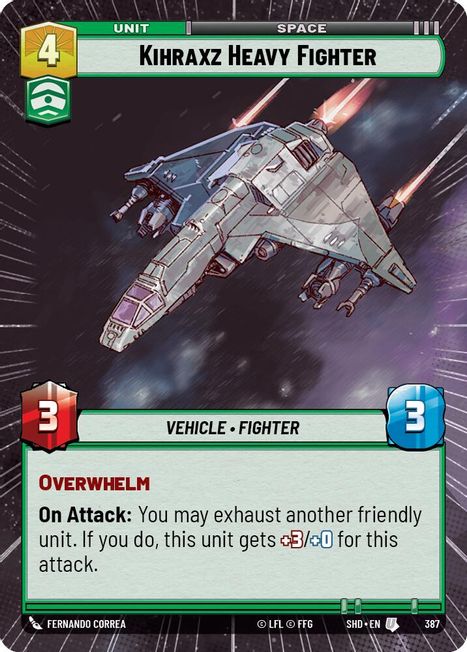 UNIT
SPACE
4
KIHRAXZ HEAVY FIGHTER
3
VEHICLE • FIGHTER
3
OVERWHELM
On Attack: You may exhaust another friendly
unit. If you do, this unit gets +3/+0 for this
attack.
FERNANDO CORREA
© LFL © FFG
SHD • EN
387